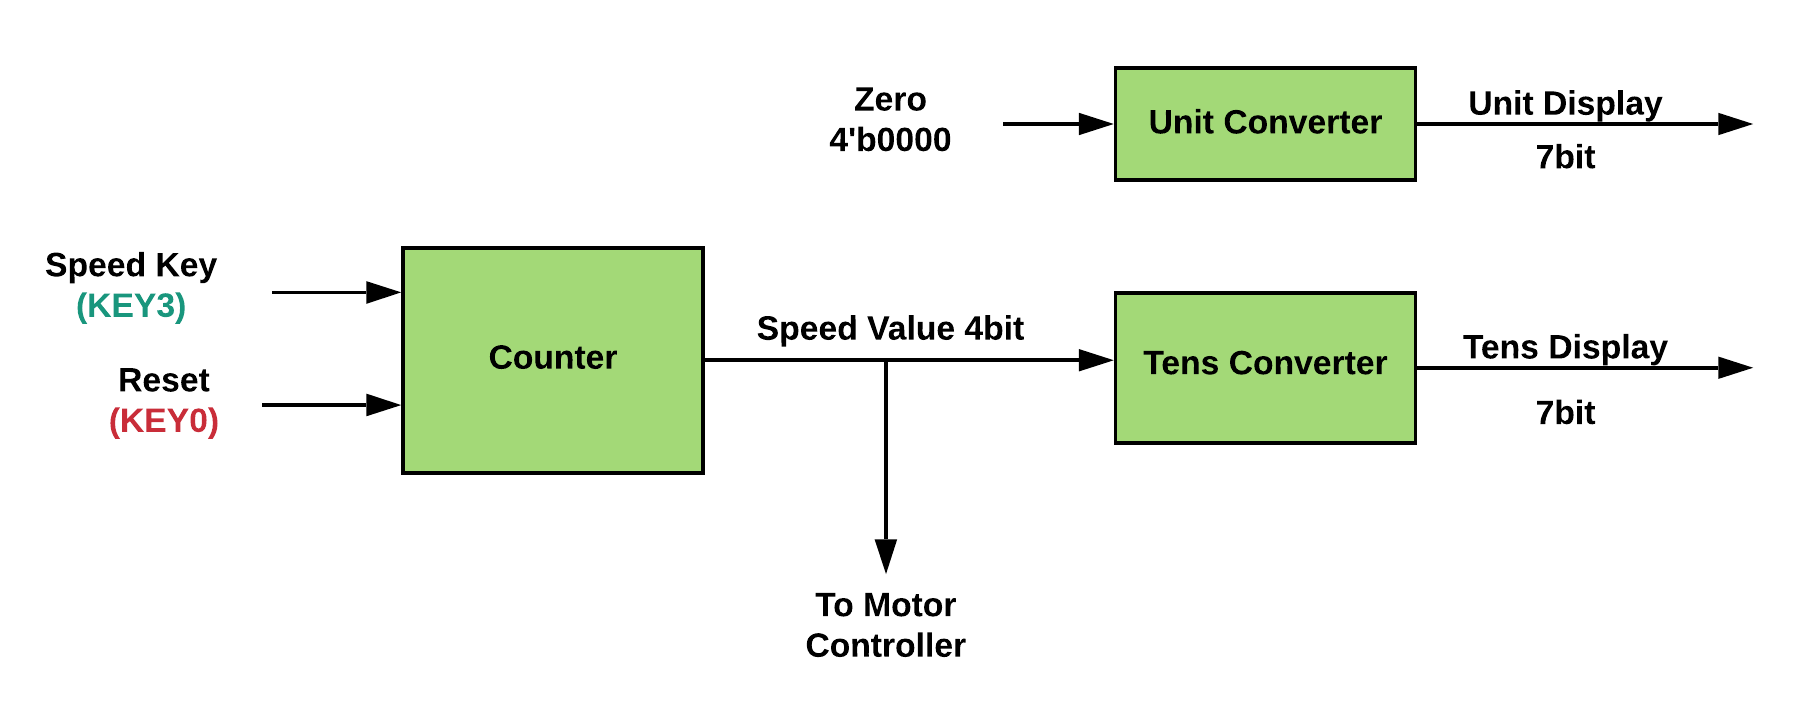 Zero
4'b0000
Unit Converter
Unit Display
7bit
Speed Key
(KEY3)
Reset
(KEY0)
Counter
Speed Value 4bit
Tens Converter
Tens Display
7bit
To Motor
Controller